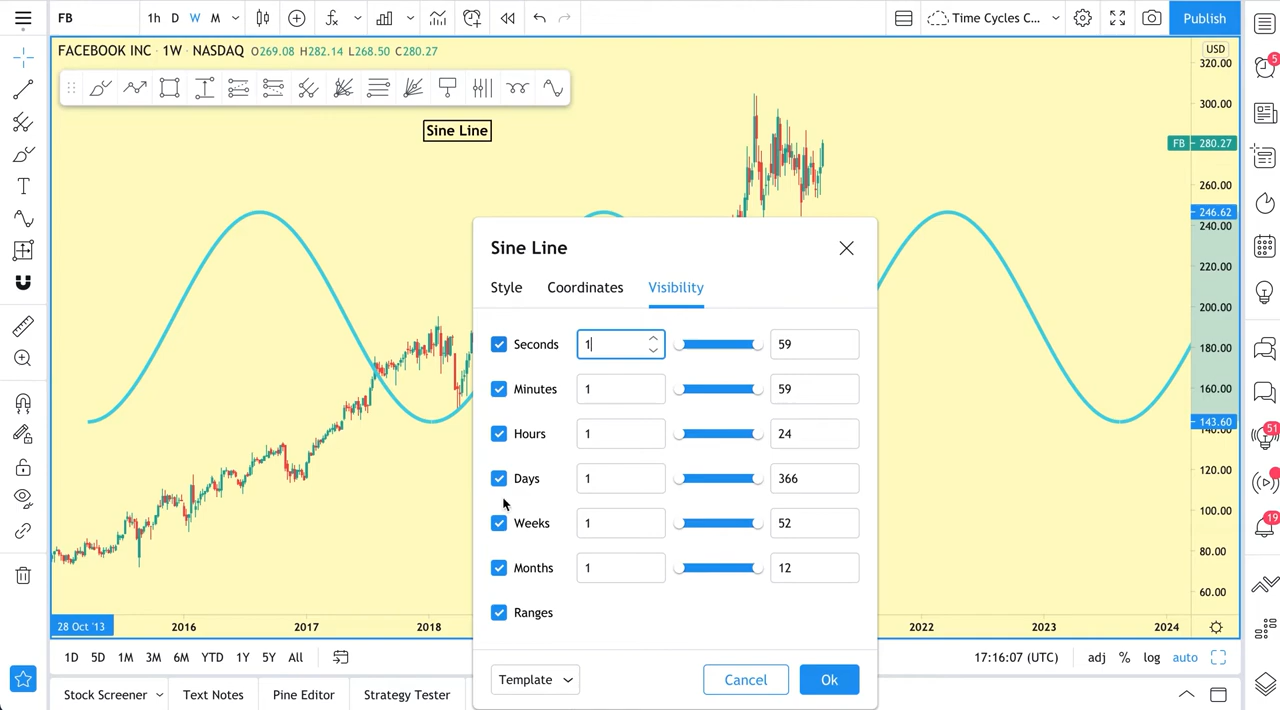 FB 1h D W M Time Cycles C... Publish
FACEBOOK INC 1W NASDAQ O269.08 H282.14 L268.50 C280.27
USD
320.00
5
Sine Line
300.00
FB 280.27
260.00
246.62
240.00
220.00
200.00
180.00
160.00
143.60
140.00
120.00
100.00
80.00
60.00
51
19
Sine Line
Style Coordinates Visibility
Seconds 1 59
Minutes 1 59
Hours 1 24
Days 1 366
Weeks 1 52
Months 1 12
Ranges
Template Cancel Ok
28 Oct '13 2016 2017 2018 2022 2023 2024
1D 5D 1M 3M 6M YTD 1Y 5Y All 17:16:07 (UTC) adj % log auto
Stock Screener Text Notes Pine Editor Strategy Tester